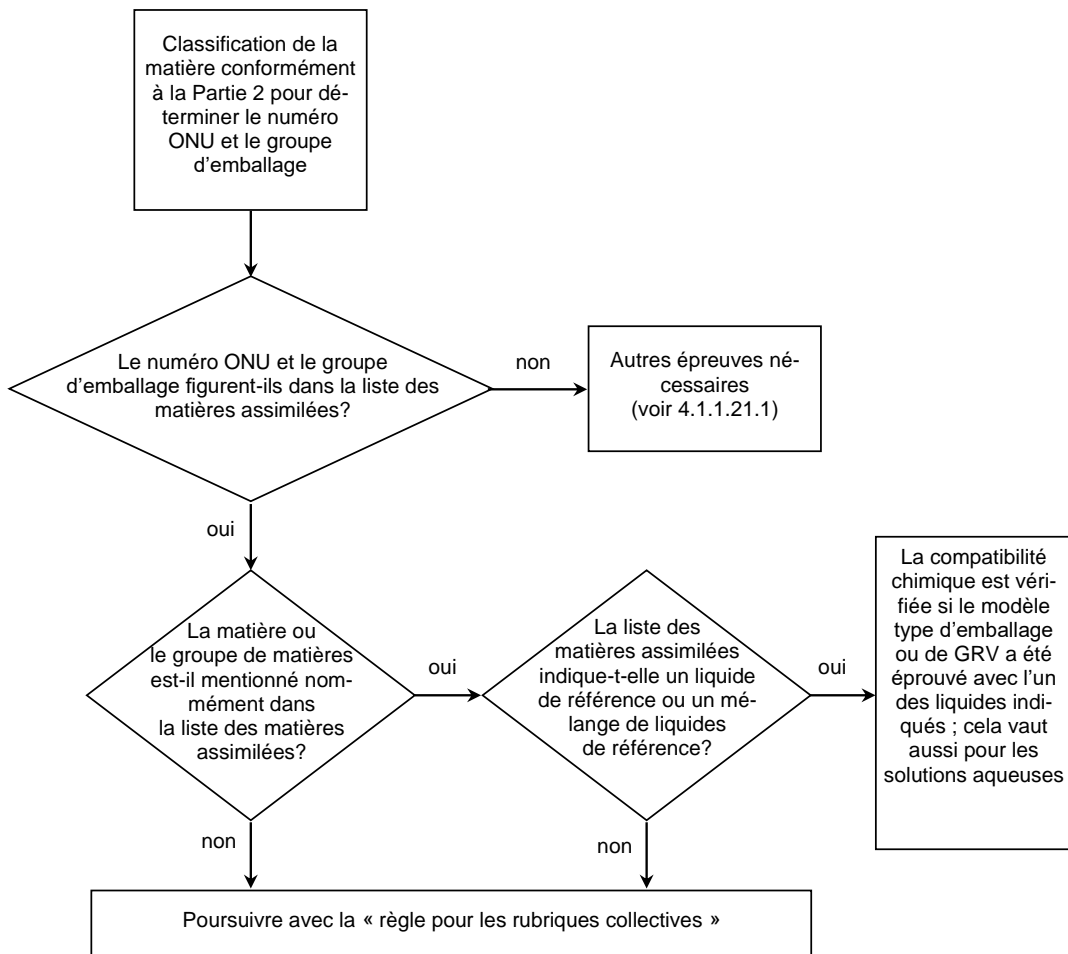 Classification de la
matière conformément
à la Partie 2 pour dé-
terminer le numéro
ONU et le groupe
d'emballage
Le numéro ONU et le groupe
d'emballage figurent-ils dans la liste des
matières assimilées?
non
Autres épreuves né-
cessaires
(voir 4.1.1.21.1)
oui
La matière ou
le groupe de matières
est-il mentionné nom-
mément dans
la liste des matières
assimilées?
oui
La liste des
matières assimilées
indique-t-elle un liquide
de référence ou un mé-
lange de liquides
de référence?
oui
La compatibilité
chimique est véri-
fiée si le modèle
type d'emballage
ou de GRV a été
éprouvé avec l'un
des liquides indi-
qués ; cela vaut
aussi pour les
solutions aqueuses
non
non
Poursuivre avec la « règle pour les rubriques collectives »